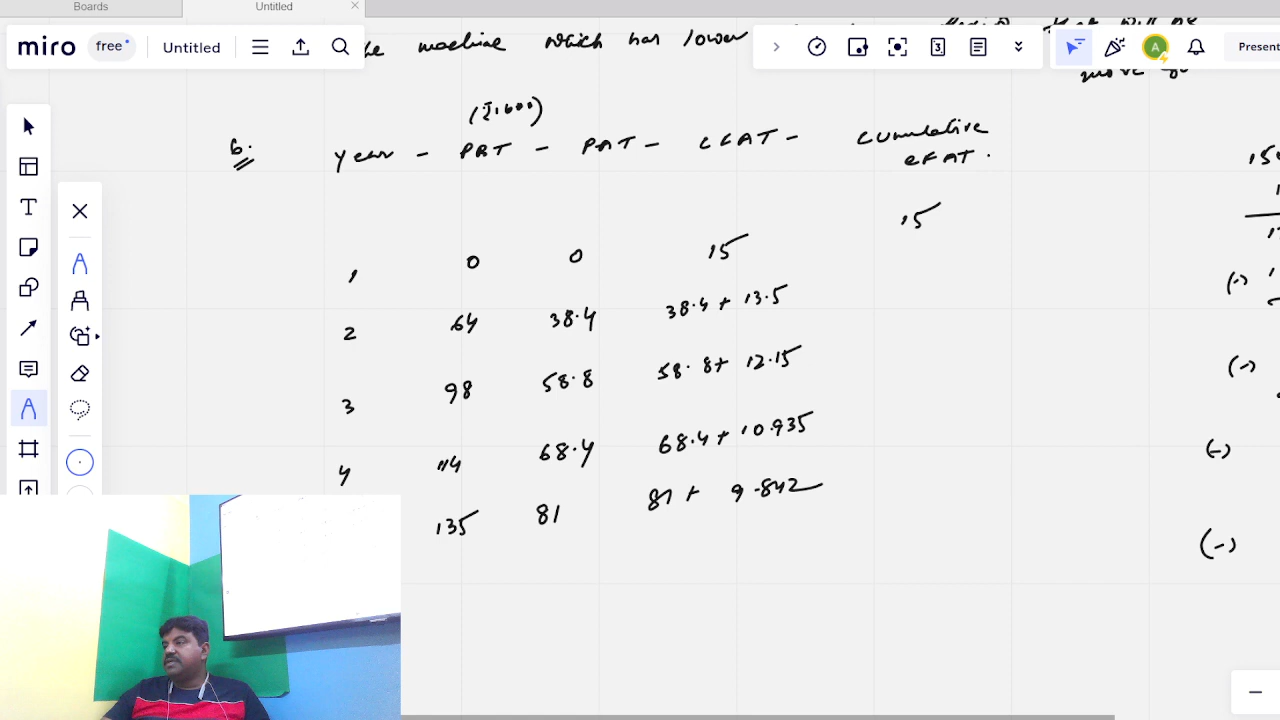 Boards Untitled
miro free Untitled 3 A Present
machine which has lower
6. Year - PBT - PAT - CFAT - Cumulative
CFAT.
15
1 0 0 15
2 64 38.4 38.4 + 13.5
3 98 58.8 58.8 + 12.15
4 114 68.4 68.4 + 10.935
135 81 81 + 9.842
(-)
(-)
(-)
(-)